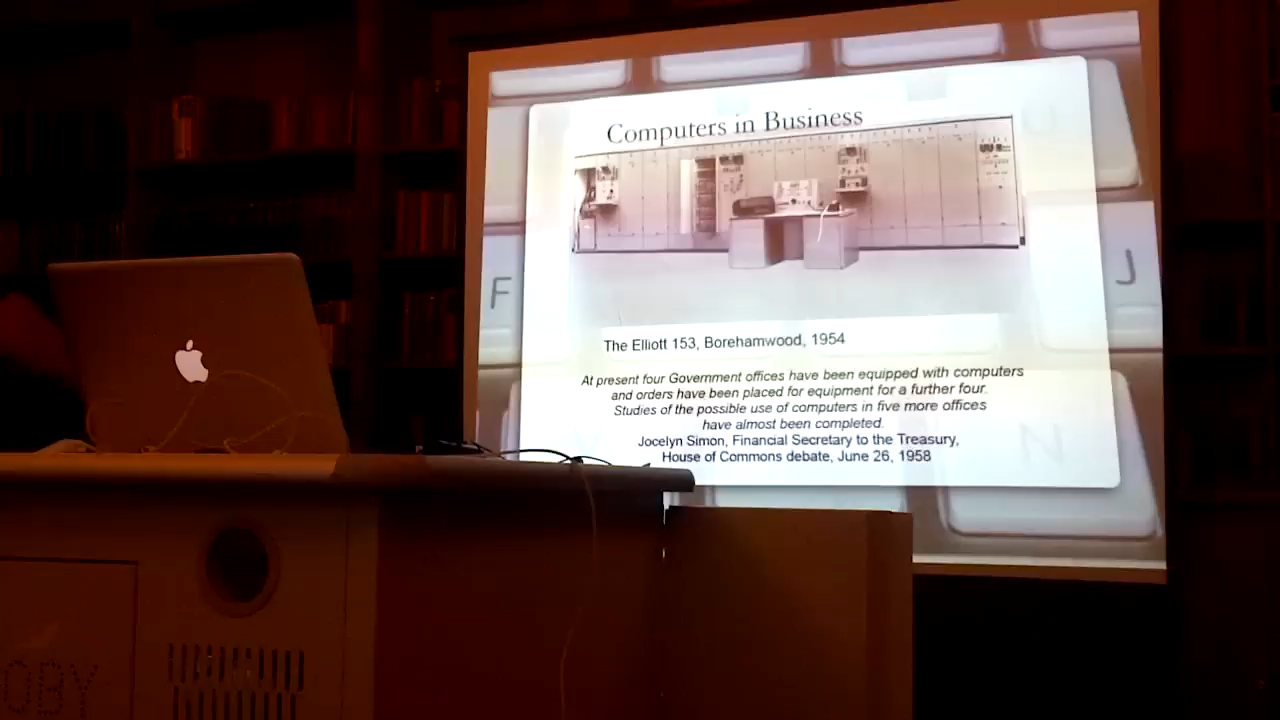 Computers in Business
F
J
The Elliott 153, Borehamwood, 1954
At present four Government offices have been equipped with computers
and orders have been placed for equipment for a further four.
Studies of the possible use of computers in five more offices
have almost been completed.
Jocelyn Simon, Financial Secretary to the Treasury,
House of Commons debate, June 26, 1958
N
OBY